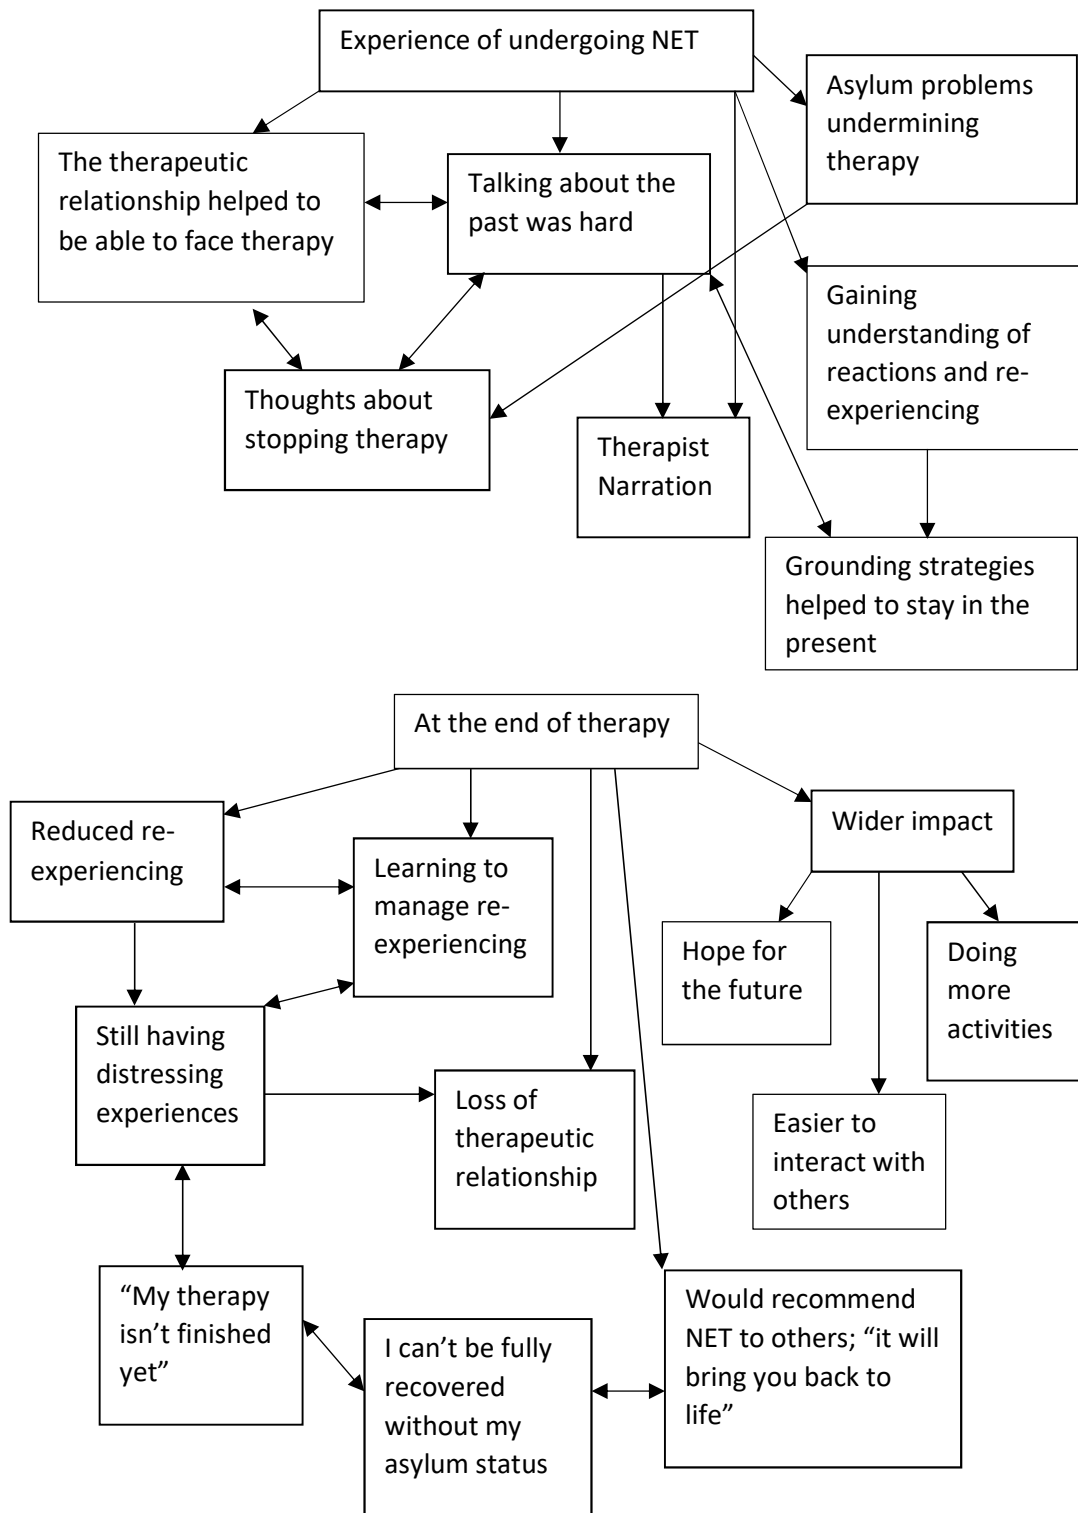 Experience of undergoing NET
Asylum problems
undermining
therapy
The therapeutic
relationship helped to
be able to face therapy
Talking about the
past was hard
Gaining
understanding of
reactions and re-
experiencing
Thoughts about
stopping therapy
Therapist
Narration
Grounding strategies
helped to stay in the
present
At the end of therapy
Reduced re-
experiencing
Learning to
manage re-
experiencing
Wider impact
Hope for
the future
Doing
more
activities
Still having
distressing
experiences
Loss of
therapeutic
relationship
Easier to
interact with
others
“My therapy
isn’t finished
yet”
I can’t be fully
recovered
without my
asylum status
Would recommend
NET to others; “it will
bring you back to
life”